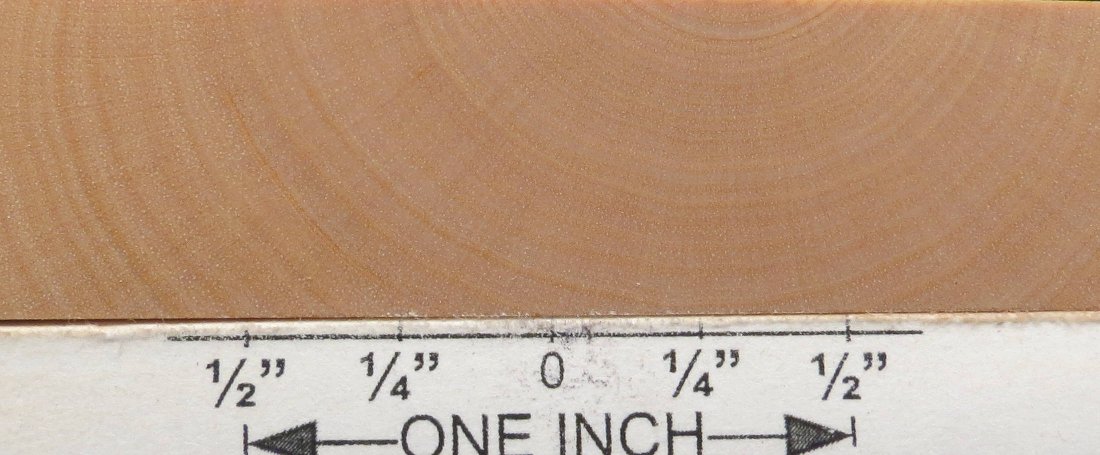 ½” ¼” 0 ¼” ½”
ONE INCH